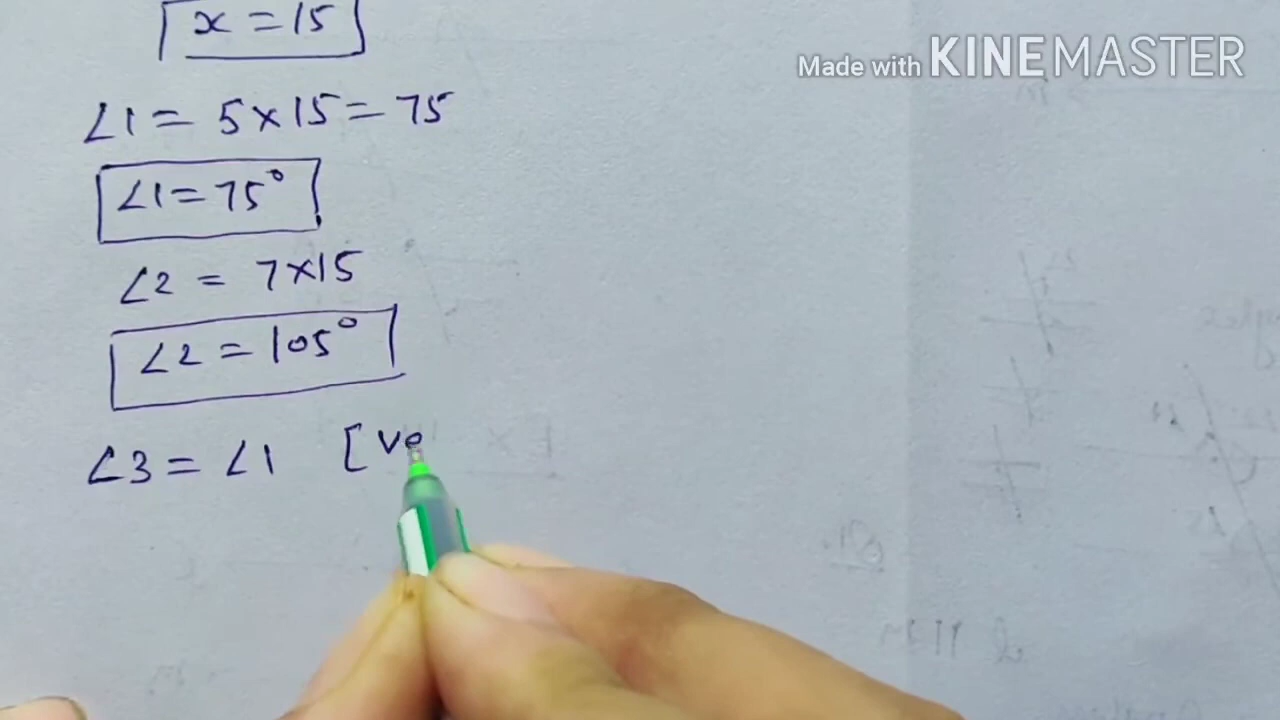 x = 15
Made with KINEMASTER
∠1 = 5×15 = 75
∠1 = 75°
∠2 = 7×15
∠2 = 105°
∠3 = ∠1 [Ve